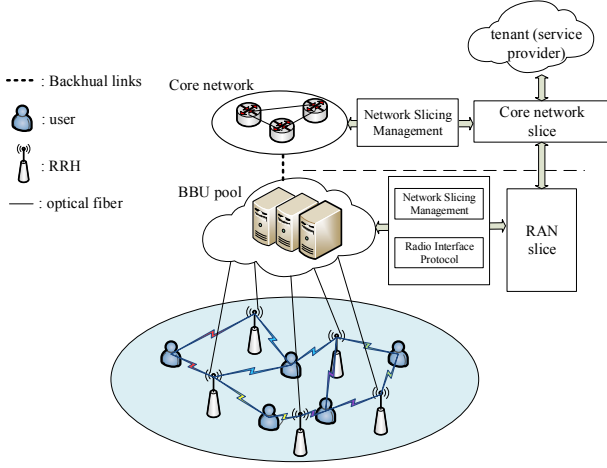 tenant (service
provider)
: Backhual links
Core network
: user
Network Slicing
Management
Core network
slice
: RRH
BBU pool
: optical fiber
Network Slicing
Management
Radio Interface
Protocol
RAN
slice